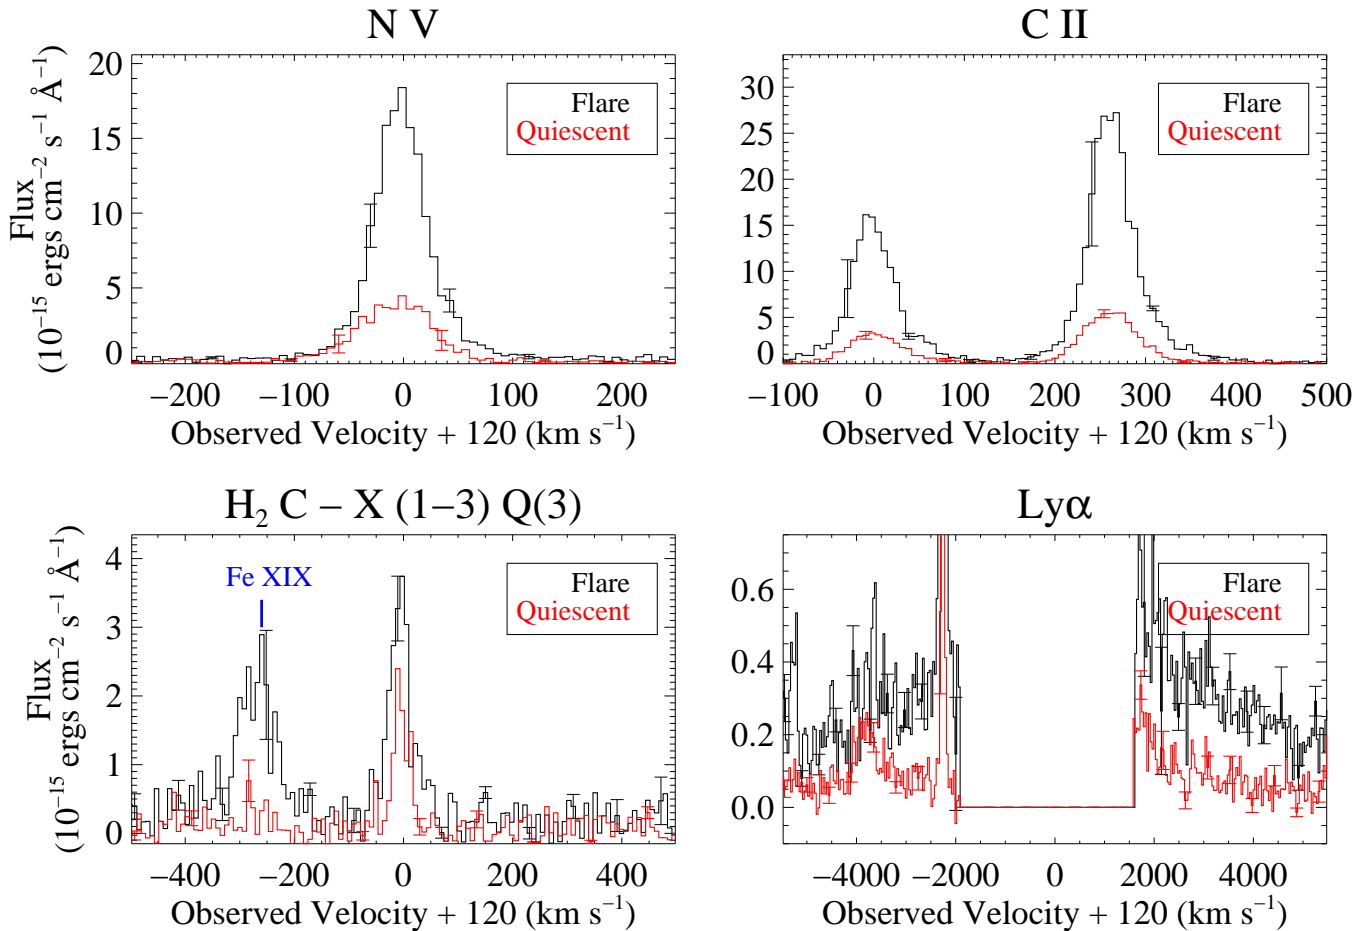 N V
20
15
10
5
0
Flux
(10⁻¹⁵ ergs cm⁻² s⁻¹ Å⁻¹)
Flare
Quiescent
−200 −100 0 100 200
Observed Velocity + 120 (km s⁻¹)
C II
30
25
20
15
10
5
0
Flare
Quiescent
−100 0 100 200 300 400 500
Observed Velocity + 120 (km s⁻¹)
H₂ C − X (1−3) Q(3)
4
3
2
1
0
Flux
(10⁻¹⁵ ergs cm⁻² s⁻¹ Å⁻¹)
Fe XIX
Flare
Quiescent
−400 −200 0 200 400
Observed Velocity + 120 (km s⁻¹)
Lyα
0.6
0.4
0.2
0.0
Flare
Quiescent
−4000 −2000 0 2000 4000
Observed Velocity + 120 (km s⁻¹)